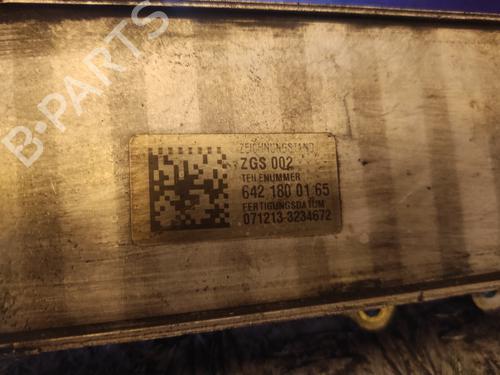 B-PARTS
ZEICHNUNGSSTAND
ZGS 002
TEILENUMMER
642 180 01 65
FERTIGUNGSDATUM
071213-3234672